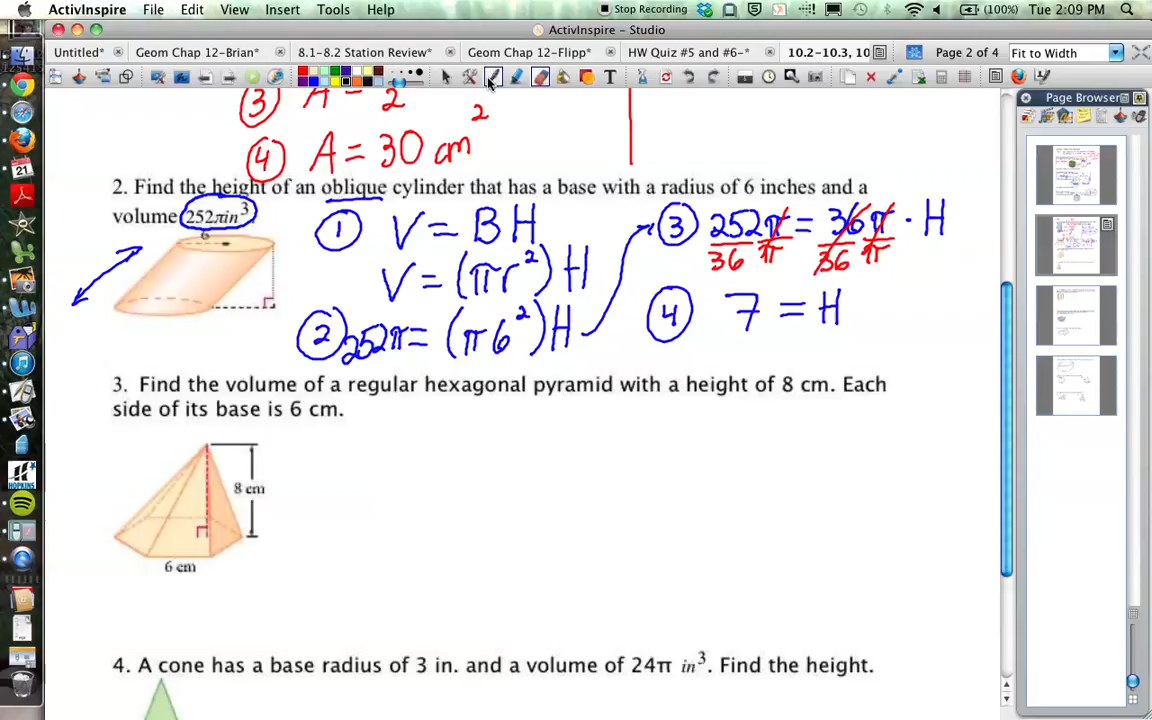 ActivInspire File Edit View Insert Tools Help Stop Recording (100%) Tue 2:09 PM
ActivInspire - Studio
Untitled* Geom Chap 12-Brian* 8.1-8.2 Station Review* Geom Chap 12-Flipp* HW Quiz #5 and #6-* 10.2-10.3, 10 Page 2 of 4 Fit to Width
Page Browser
③ A = 2
④ A = 30 cm²
2. Find the height of an oblique cylinder that has a base with a radius of 6 inches and a
volume 252πin³
6
① V = BH
V = (πr²)H
② 252π = (π6²)H
③ 252π = 36π · H
36 π 36 π
④ 7 = H
3. Find the volume of a regular hexagonal pyramid with a height of 8 cm. Each
side of its base is 6 cm.
8 cm
6 cm
4. A cone has a base radius of 3 in. and a volume of 24π in³. Find the height.
HOPKINS